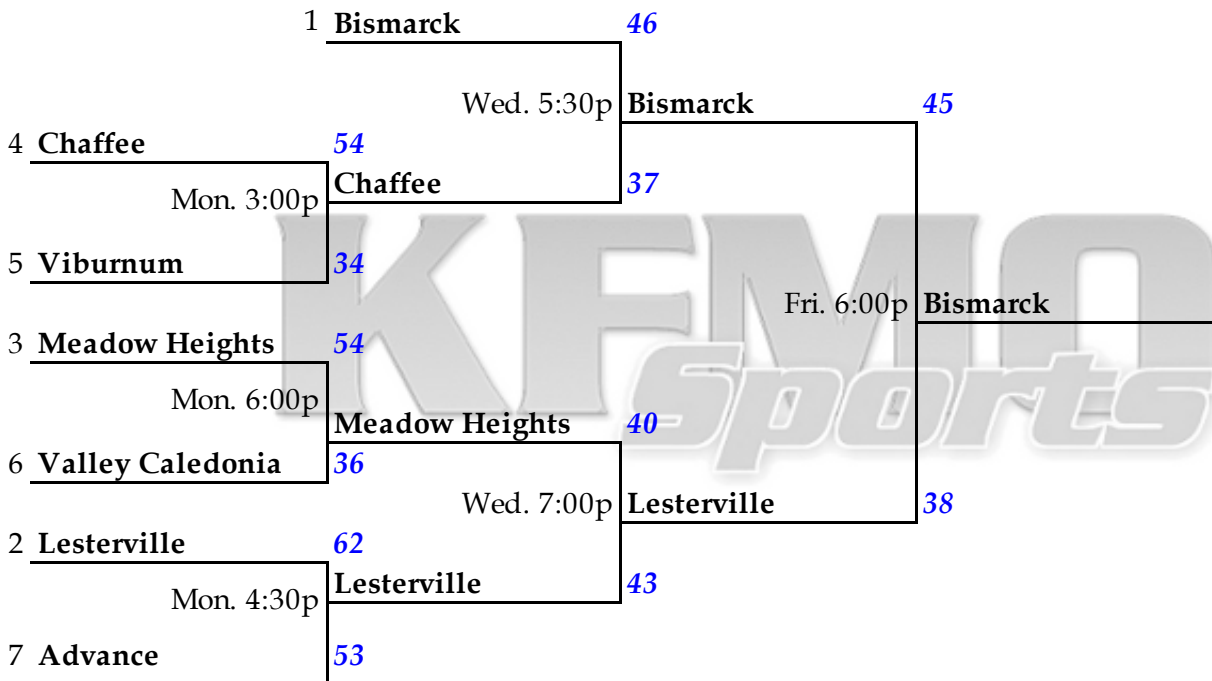 1 Bismarck 46
Wed. 5:30p Bismarck 45
4 Chaffee 54
Mon. 3:00p Chaffee 37
5 Viburnum 34
KFMO
Sports
Fri. 6:00p Bismarck
3 Meadow Heights 54
Mon. 6:00p
Meadow Heights 40
6 Valley Caledonia 36
Wed. 7:00p Lesterville 38
2 Lesterville 62
Mon. 4:30p Lesterville 43
7 Advance 53